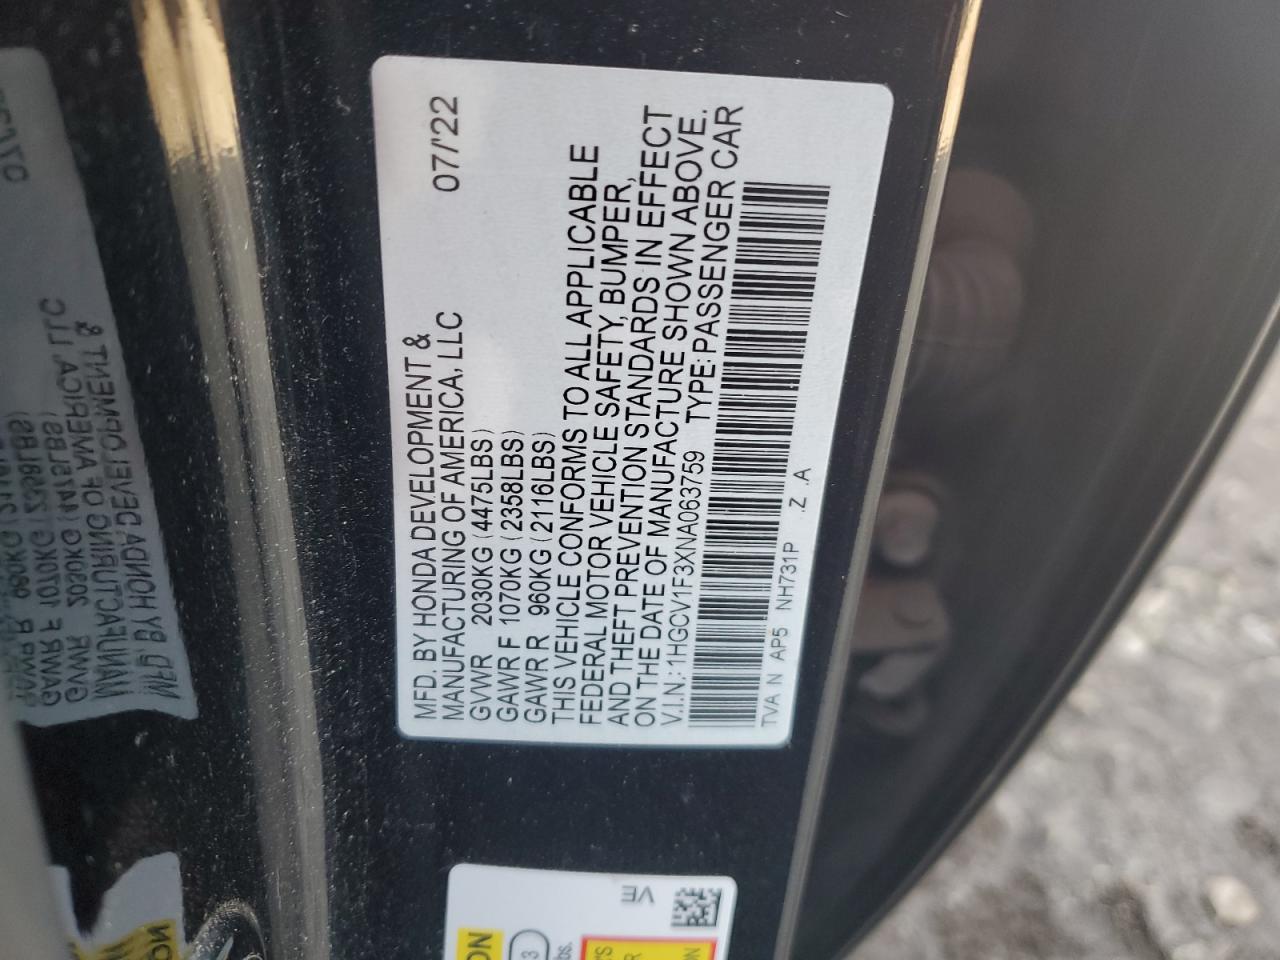 MFD. BY HONDA DEVELOPMENT &
MANUFACTURING OF AMERICA, LLC 07/'22
GVWR 2030KG (4475LBS)
GAWR F 1070KG (2358LBS)
GAWR R 960KG (2116LBS)
THIS VEHICLE CONFORMS TO ALL APPLICABLE
FEDERAL MOTOR VEHICLE SAFETY, BUMPER,
AND THEFT PREVENTION STANDARDS IN EFFECT
ON THE DATE OF MANUFACTURE SHOWN ABOVE.
V.I.N.: 1HGCV1F3XNA063759 TYPE: PASSENGER CAR
TVA N AP5 NH731P .Z .A
VE